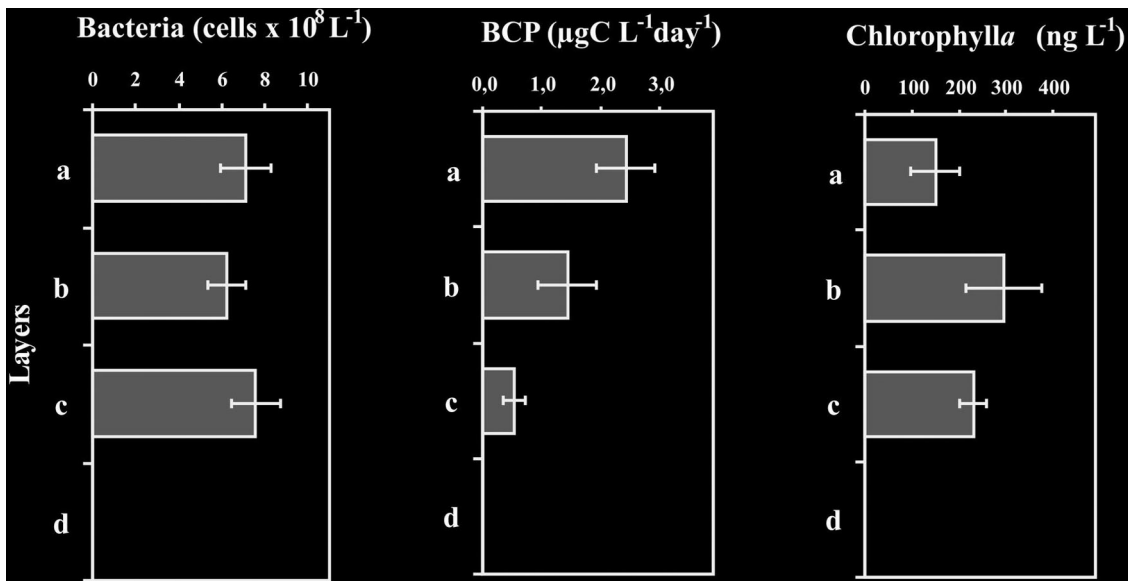 Bacteria (cells x 10⁸ L⁻¹)
0 2 4 6 8 10
a
b
c
d
Layers
BCP (µgC L⁻¹day⁻¹)
0,0 1,0 2,0 3,0
a
b
c
d
Chlorophylla (ng L⁻¹)
0 100 200 300 400
a
b
c
d